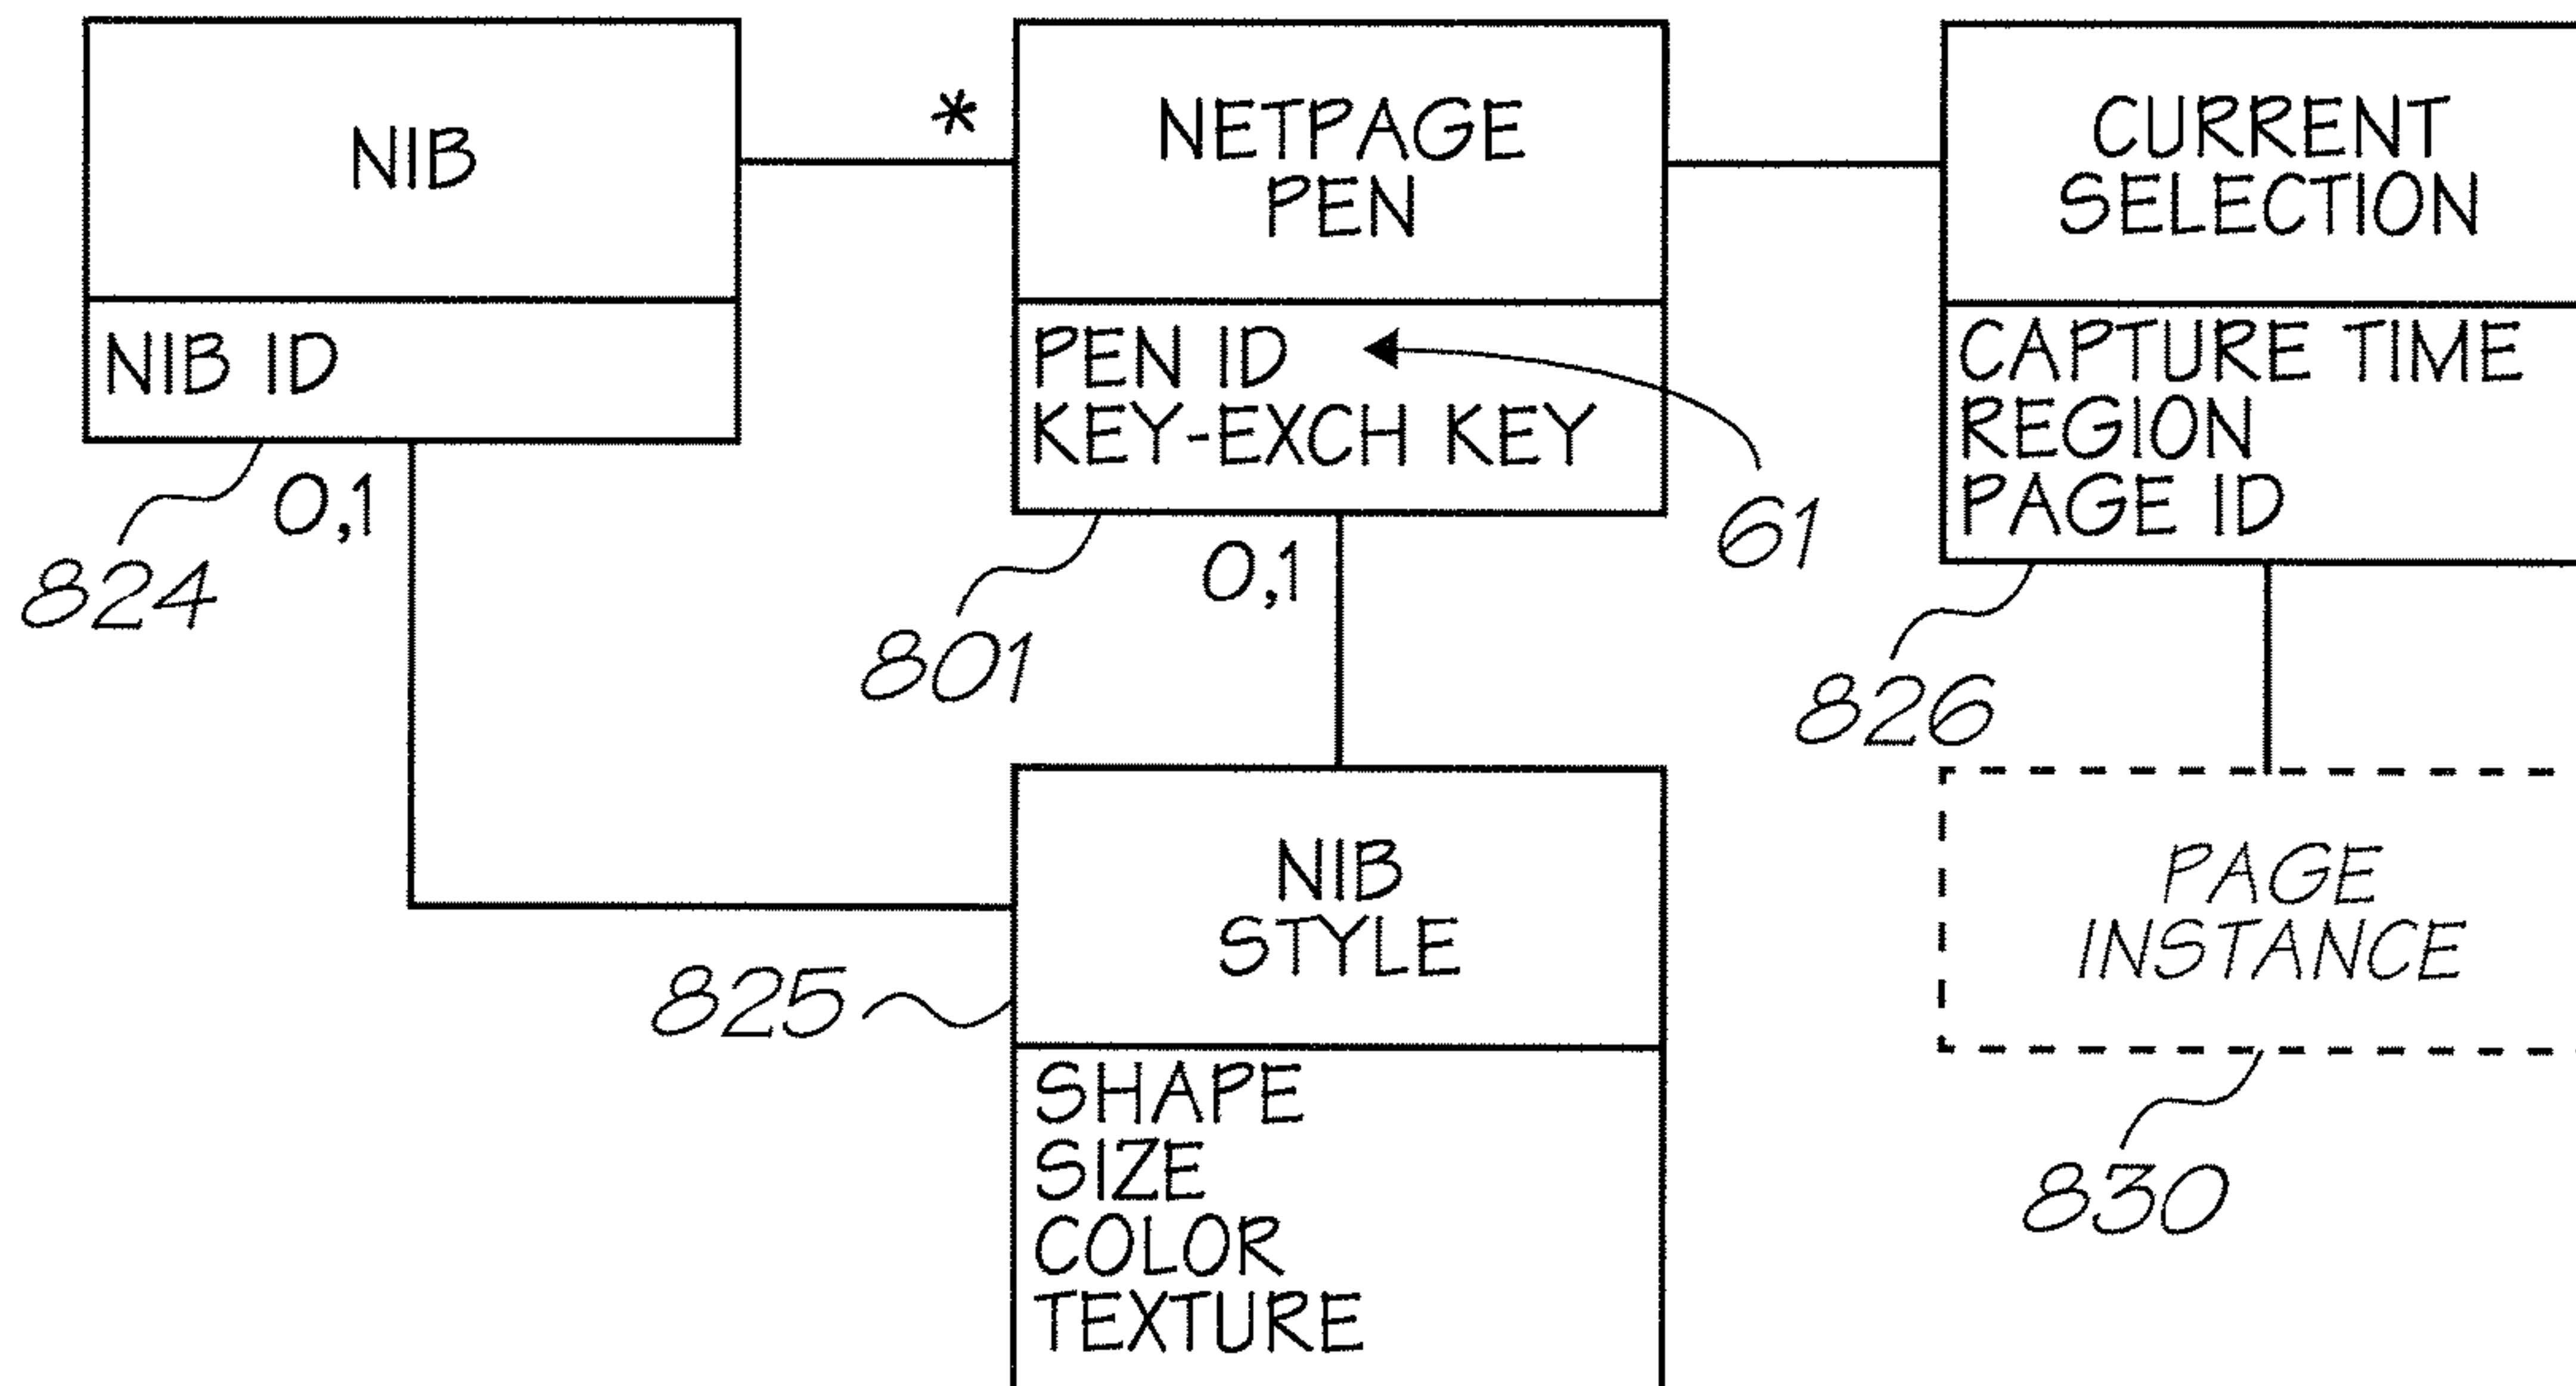 NIB
NIB ID
0,1
824
*
NETPAGE
PEN
PEN ID
KEY-EXCH KEY
61
0,1
801
CURRENT
SELECTION
CAPTURE TIME
REGION
PAGE ID
826
NIB
STYLE
825
SHAPE
SIZE
COLOR
TEXTURE
PAGE
INSTANCE
830